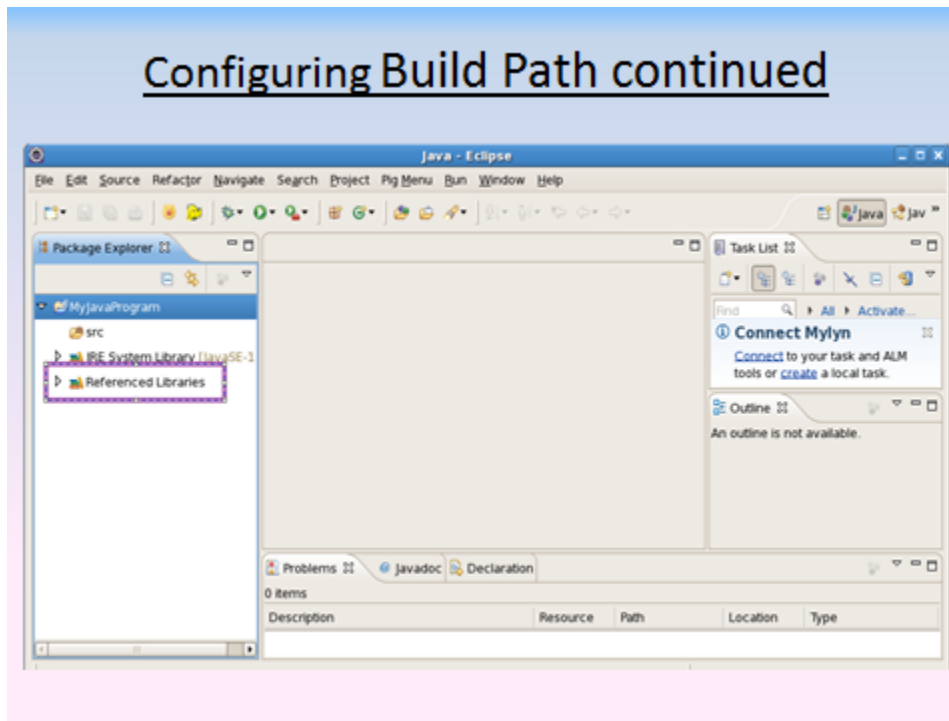 Configuring Build Path continued
Java - Eclipse
File Edit Source Refactor Navigate Search Project Pig Menu Run Window Help
Java Jav »
Package Explorer
Task List
MyJavaProgram
src
JRE System Library [JavaSE-1
Referenced Libraries
Find All Activate...
Connect Mylyn
Connect to your task and ALM
tools or create a local task.
Outline
An outline is not available.
Problems Javadoc Declaration
0 items
Description Resource Path Location Type